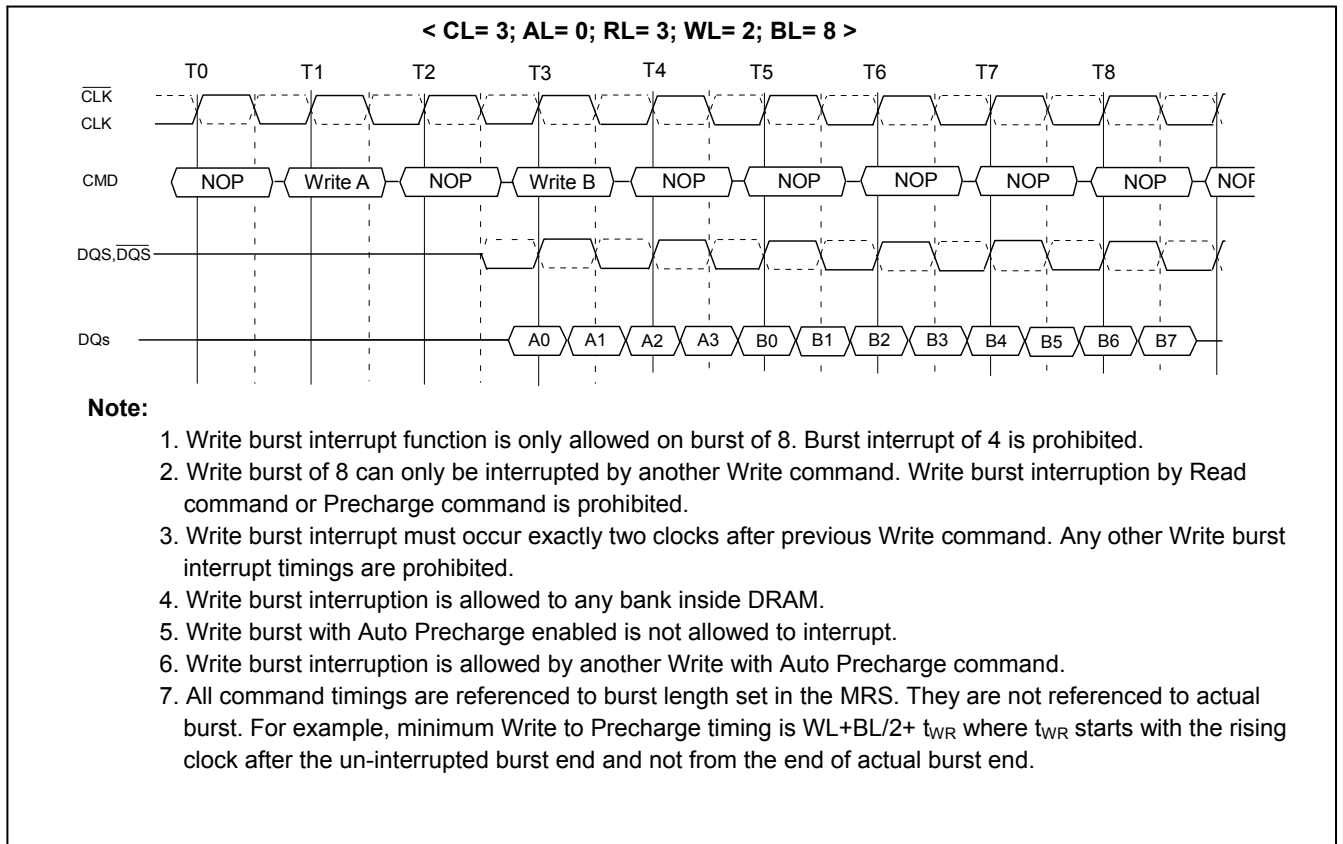 < CL= 3; AL= 0; RL= 3; WL= 2; BL= 8 >
T0 T1 T2 T3 T4 T5 T6 T7 T8
CLK
CLK
CMD NOP Write A NOP Write B NOP NOP NOP NOP NOP NOP
DQS,DQS
DQs A0 A1 A2 A3 B0 B1 B2 B3 B4 B5 B6 B7
Note:
1. Write burst interrupt function is only allowed on burst of 8. Burst interrupt of 4 is prohibited.
2. Write burst of 8 can only be interrupted by another Write command. Write burst interruption by Read
command or Precharge command is prohibited.
3. Write burst interrupt must occur exactly two clocks after previous Write command. Any other Write burst
interrupt timings are prohibited.
4. Write burst interruption is allowed to any bank inside DRAM.
5. Write burst with Auto Precharge enabled is not allowed to interrupt.
6. Write burst interruption is allowed by another Write with Auto Precharge command.
7. All command timings are referenced to burst length set in the MRS. They are not referenced to actual
burst. For example, minimum Write to Precharge timing is WL+BL/2+ tWR where tWR starts with the rising
clock after the un-interrupted burst end and not from the end of actual burst end.